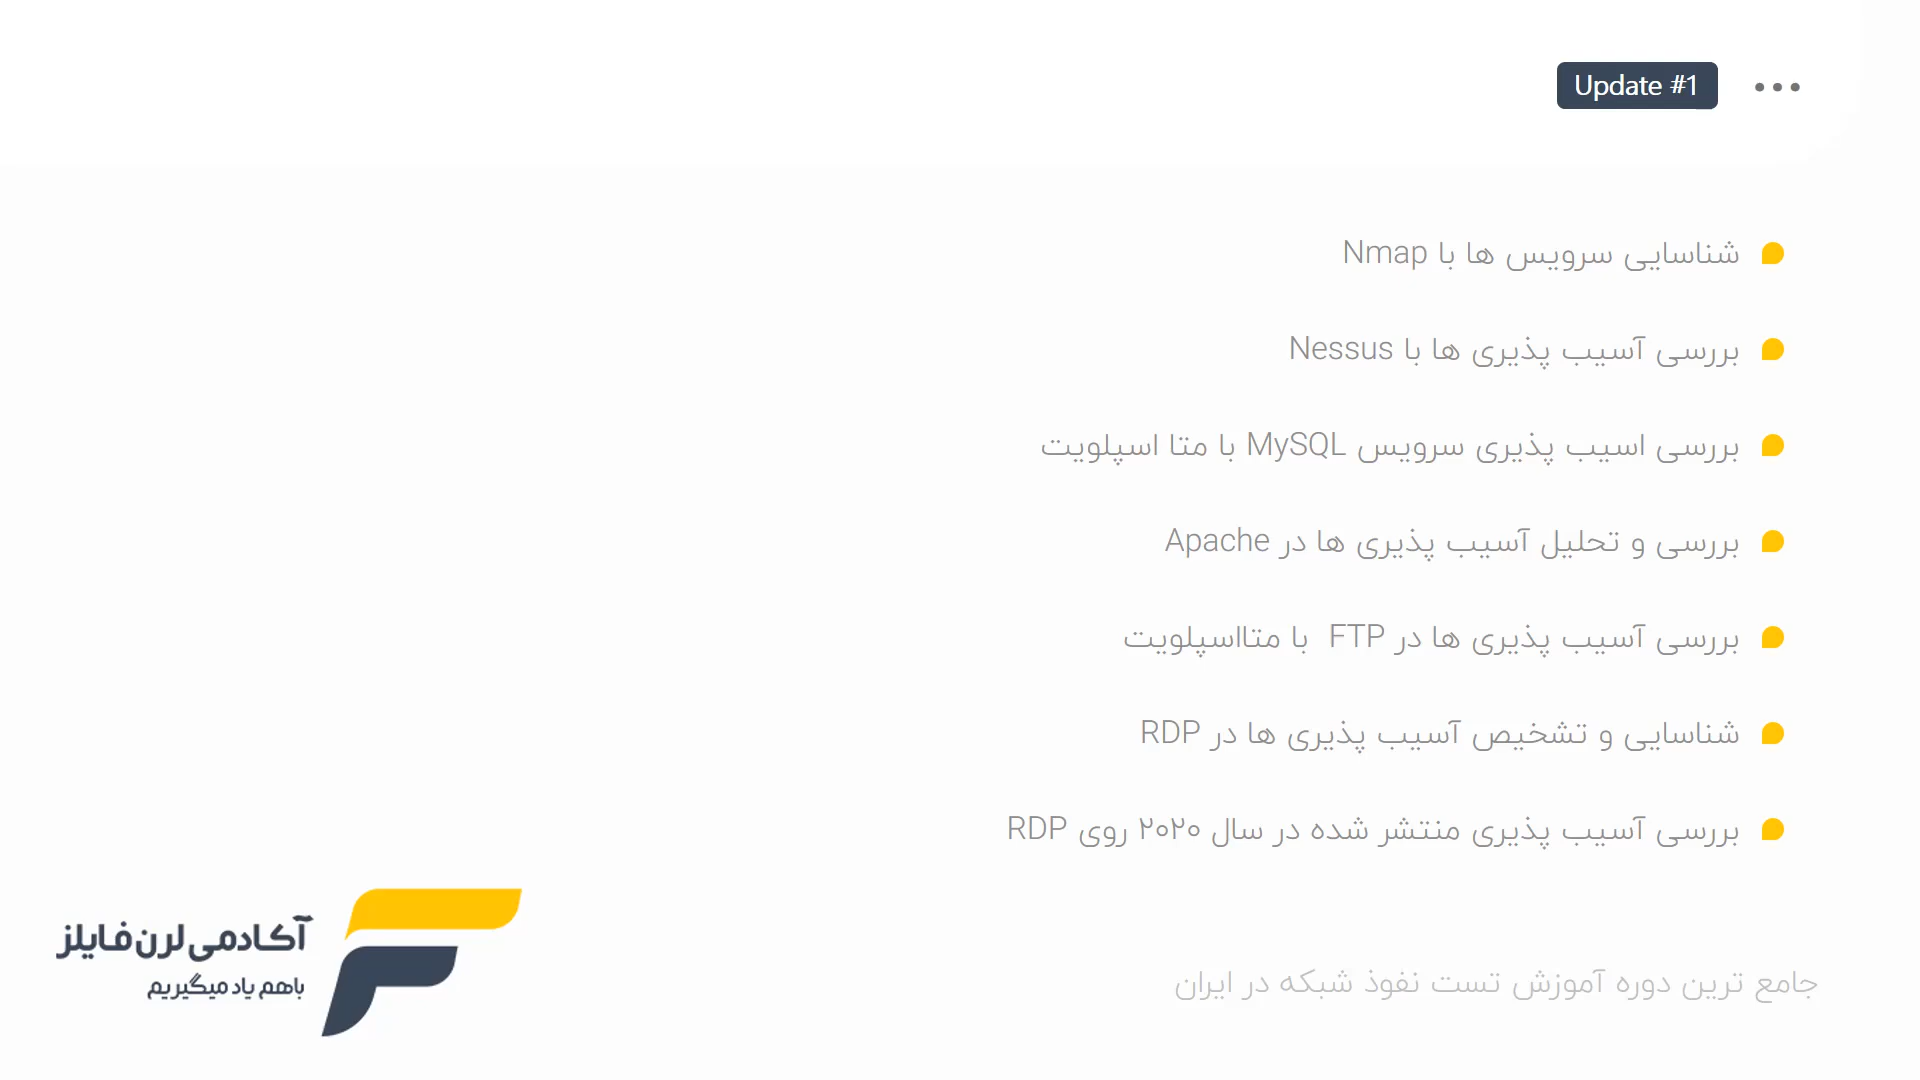 Update #1
شناسایی سرویس ها با Nmap
بررسی آسیب پذیری ها با Nessus
بررسی اسیب پذیری سرویس MySQL با متا اسپلویت
بررسی و تحلیل آسیب پذیری ها در Apache
بررسی آسیب پذیری ها در FTP  با متااسپلویت
شناسایی و تشخیص آسیب پذیری ها در RDP
بررسی آسیب پذیری منتشر شده در سال ۲۰۲۰ روی RDP
آکادمی لرن فایلز
باهم یاد میگیریم
جامع ترین دوره آموزش تست نفوذ شبکه در ایران